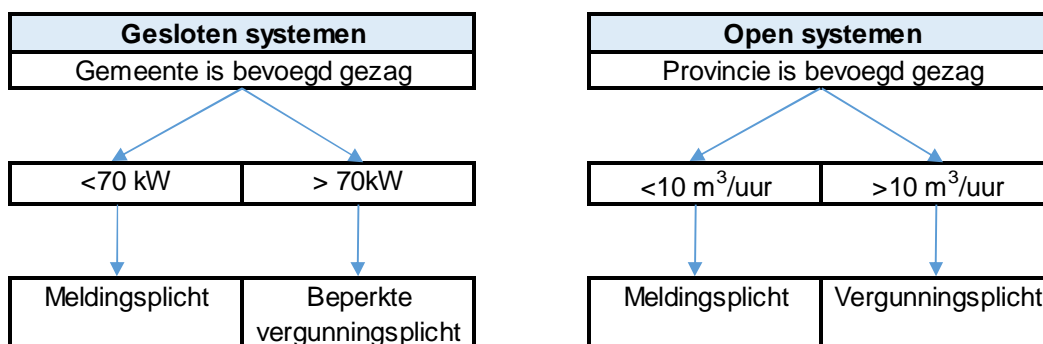 Gesloten systemen
Gemeente is bevoegd gezag
<70 kW
> 70kW
Meldingsplicht
Beperkte
vergunningsplicht
Open systemen
Provincie is bevoegd gezag
<10 m³/uur
>10 m³/uur
Meldingsplicht
Vergunningsplicht